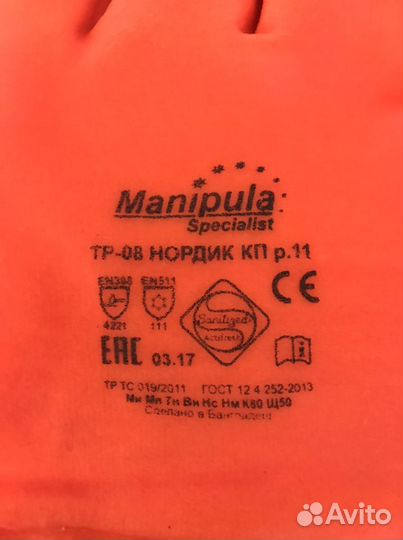 Manipula
Specialist
ТР-08 НОРДИК КП р.11
EN388 EN511
4221 111
Sanitized
CE
EAC 03.17
ТР ТС 019/2011 ГОСТ 12 4 252-2013
Ми Мп Тн Вн Нс Нм К80 Щ50
Сделано в Бангладеш
Avito